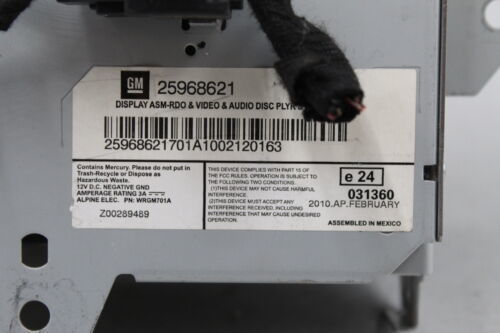 GM
25968621
DISPLAY ASM-RDO & VIDEO & AUDIO DISC PLYR &
25968621701A1002120163
Contains Mercury. Please do not put in
Trash-Recycle or Dispose as
Hazardous Waste.
12V D.C. NEGATIVE GND
AMPERAGE RATING 3A
ALPINE ELEC. PN: WRGM701A
Z00289489
THIS DEVICE COMPLIES WITH PART 15 OF
THE FCC RULES. OPERATION IS SUBJECT TO
THE FOLLOWING TWO CONDITIONS:
(1)THIS DEVICE MAY NOT CAUSE HARMFUL
INTERFERENCE.
(2)THIS DEVICE MUST ACCEPT ANY
INTERFERENCE RECEIVED INCLUDING
INTERFERENCE THAT MAY CAUSE UNDESIRED
OPERATION.
e 24
031360
2010.AP.FEBRUARY
ASSEMBLED IN MEXICO